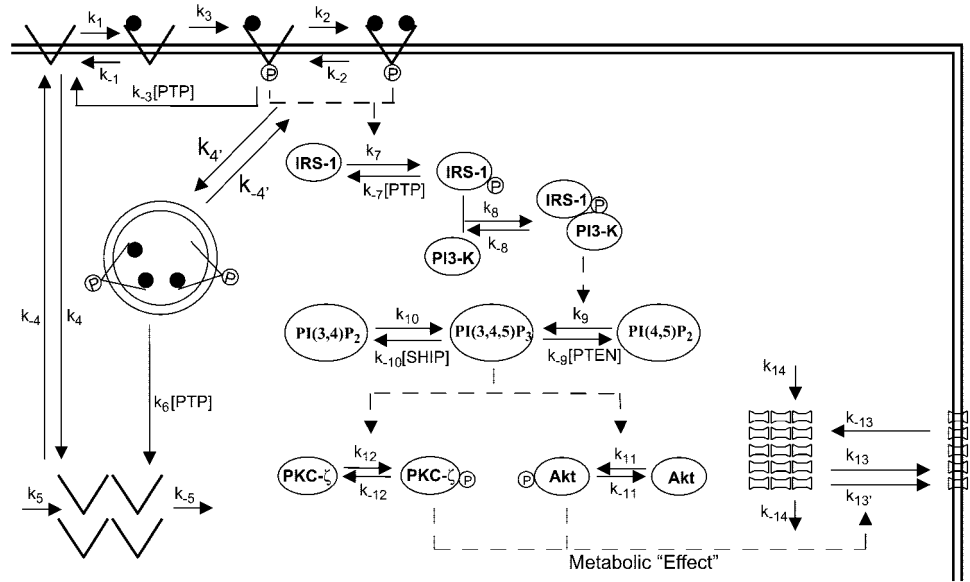 k1
k3
k2
k-1
k-2
P
P
k-3[PTP]
k4'
k-4'
IRS-1
k7
k-7[PTP]
IRS-1
P
k8
k-8
IRS-1
P
PI3-K
PI3-K
P
P
k-4
k4
k6[PTP]
PI(3,4)P2
k10
k-10[SHIP]
PI(3,4,5)P3
k9
k-9[PTEN]
PI(4,5)P2
k14
k-13
k13
k13'
k-14
PKC-ζ
k12
k-12
PKC-ζ
P
P
Akt
k11
k-11
Akt
k5
k-5
Metabolic "Effect"